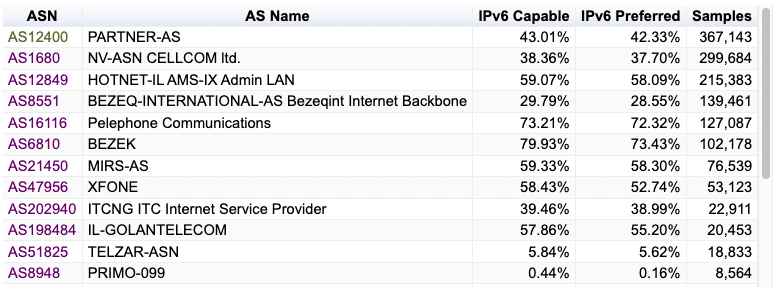 ASN AS Name IPv6 Capable IPv6 Preferred Samples
AS12400 PARTNER-AS 43.01% 42.33% 367,143
AS1680 NV-ASN CELLCOM ltd. 38.36% 37.70% 299,684
AS12849 HOTNET-IL AMS-IX Admin LAN 59.07% 58.09% 215,383
AS8551 BEZEQ-INTERNATIONAL-AS Bezeqint Internet Backbone 29.79% 28.55% 139,461
AS16116 Pelephone Communications 73.21% 72.32% 127,087
AS6810 BEZEK 79.93% 73.43% 102,178
AS21450 MIRS-AS 59.33% 58.30% 76,539
AS47956 XFONE 58.43% 52.74% 53,123
AS202940 ITCNG ITC Internet Service Provider 39.46% 38.99% 22,911
AS198484 IL-GOLANTELECOM 57.86% 55.20% 20,453
AS51825 TELZAR-ASN 5.84% 5.62% 18,833
AS8948 PRIMO-099 0.44% 0.16% 8,564